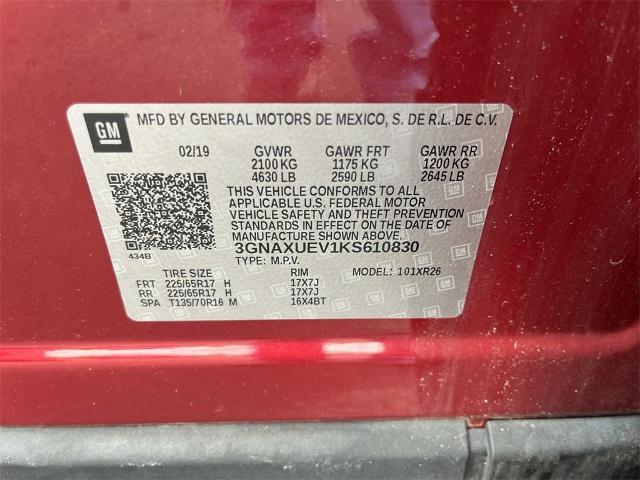 GM MFD BY GENERAL MOTORS DE MEXICO, S. DE R.L. DE C.V.
02/19 GVWR GAWR FRT GAWR RR
2100 KG 1175 KG 1200 KG
4630 LB 2590 LB 2645 LB
THIS VEHICLE CONFORMS TO ALL
APPLICABLE U.S. FEDERAL MOTOR
VEHICLE SAFETY AND THEFT PREVENTION
STANDARDS IN EFFECT ON THE DATE OF
MANUFACTURE SHOWN ABOVE.
3GNAXUEV1KS610830
434B TYPE: M.P.V.
TIRE SIZE RIM MODEL: 101XR26
FRT 225/65R17 H 17X7J
RR 225/65R17 H 17X7J
SPA T135/70R16 M 16X4BT